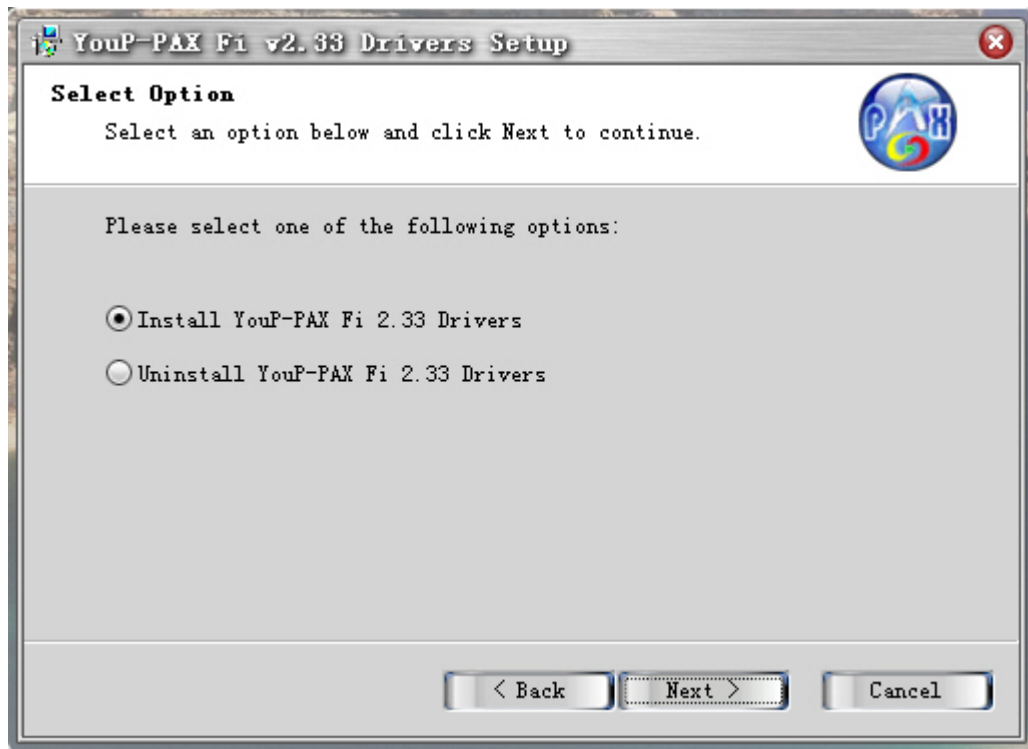 YouP-PAX Fi v2.33 Drivers Setup
Select Option
Select an option below and click Next to continue.
PAX
Please select one of the following options:
Install YouP-PAX Fi 2.33 Drivers
Uninstall YouP-PAX Fi 2.33 Drivers
< Back Next > Cancel